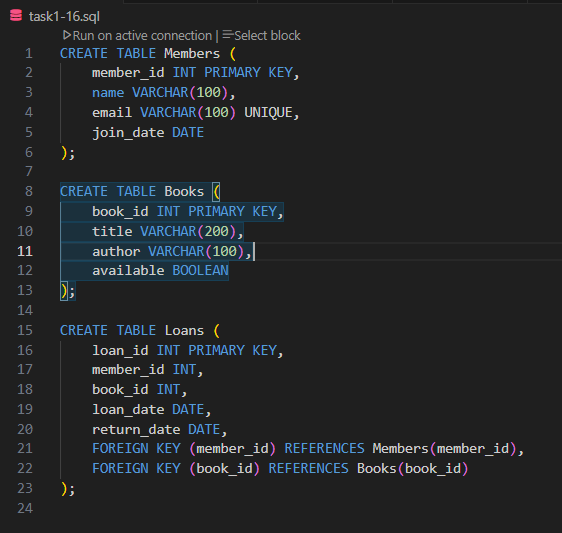 task1-16.sql
Run on active connection | Select block
1 CREATE TABLE Members (
2     member_id INT PRIMARY KEY,
3     name VARCHAR(100),
4     email VARCHAR(100) UNIQUE,
5     join_date DATE
6 );
7
8 CREATE TABLE Books (
9     book_id INT PRIMARY KEY,
10     title VARCHAR(200),
11     author VARCHAR(100),
12     available BOOLEAN
13 );
14
15 CREATE TABLE Loans (
16     loan_id INT PRIMARY KEY,
17     member_id INT,
18     book_id INT,
19     loan_date DATE,
20     return_date DATE,
21     FOREIGN KEY (member_id) REFERENCES Members(member_id),
22     FOREIGN KEY (book_id) REFERENCES Books(book_id)
23 );
24